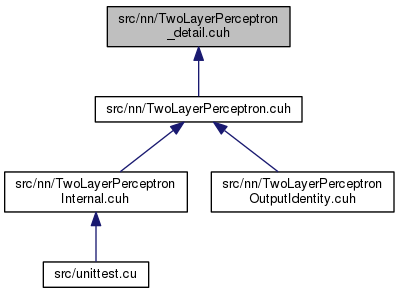 src/nn/TwoLayerPerceptron
_detail.cuh
src/nn/TwoLayerPerceptron.cuh
src/nn/TwoLayerPerceptron
Internal.cuh
src/nn/TwoLayerPerceptron
OutputIdentity.cuh
src/unittest.cu